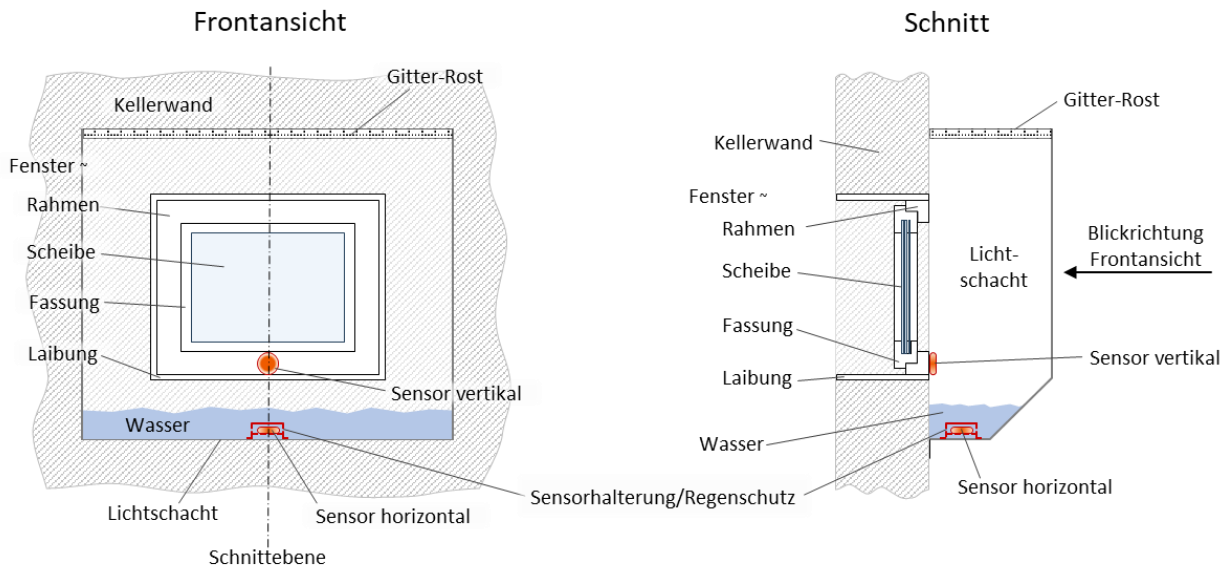 Frontansicht
Schnitt
Gitter-Rost
Kellerwand
Fenster ~
Rahmen
Scheibe
Fassung
Laibung
Sensor vertikal
Wasser
Lichtschacht
Sensor horizontal
Schnittebene
Sensorhalterung/Regenschutz
Gitter-Rost
Kellerwand
Fenster ~
Rahmen
Scheibe
Licht-
schacht
Blickrichtung
Frontansicht
Fassung
Laibung
Sensor vertikal
Wasser
Sensor horizontal